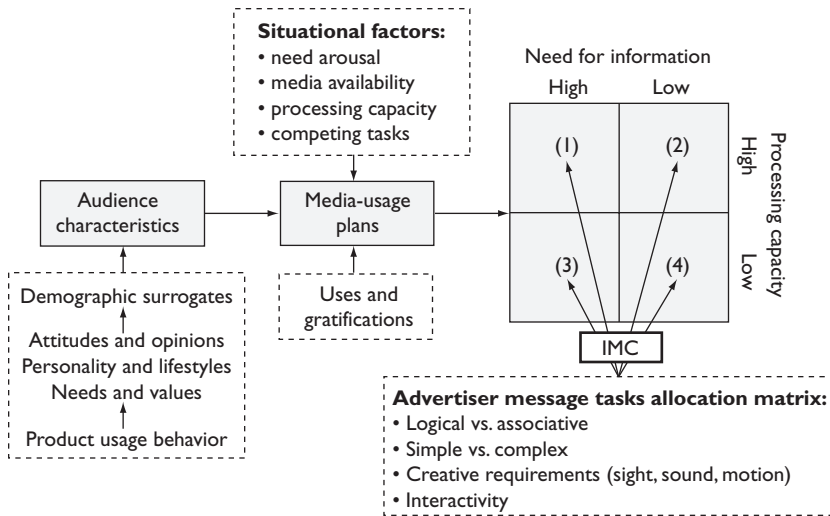 Situational factors:
• need arousal
• media availability
• processing capacity
• competing tasks
Need for information
High
Low
(1)
(2)
(3)
(4)
High
Low
Processing capacity
Audience
characteristics
Media-usage
plans
Uses and
gratifications
Demographic surrogates
Attitudes and opinions
Personality and lifestyles
Needs and values
Product usage behavior
IMC
Advertiser message tasks allocation matrix:
• Logical vs. associative
• Simple vs. complex
• Creative requirements (sight, sound, motion)
• Interactivity